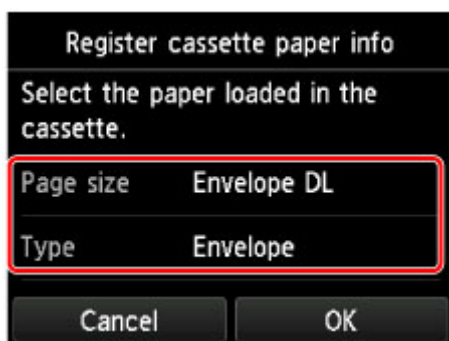 Register cassette paper info
Select the paper loaded in the
cassette.
Page size Envelope DL
Type Envelope
Cancel OK